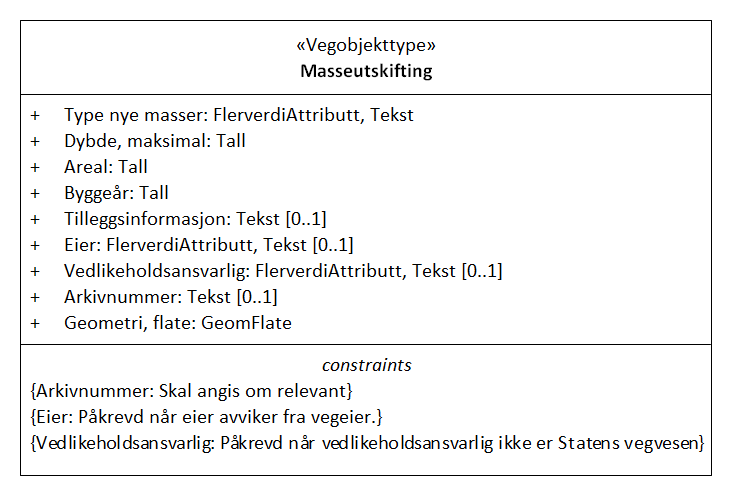 «Vegobjekttype»
Masseutskifting
+ Type nye masser: FlerverdiAttributt, Tekst
+ Dybde, maksimal: Tall
+ Areal: Tall
+ Byggeår: Tall
+ Tilleggsinformasjon: Tekst [0..1]
+ Eier: FlerverdiAttributt, Tekst [0..1]
+ Vedlikeholdsansvarlig: FlerverdiAttributt, Tekst [0..1]
+ Arkivnummer: Tekst [0..1]
+ Geometri, flate: GeomFlate
constraints
{Arkivnummer: Skal angis om relevant}
{Eier: Påkrevd når eier avviker fra vegeier.}
{Vedlikeholdsansvarlig: Påkrevd når vedlikeholdsansvarlig ikke er Statens vegvesen}